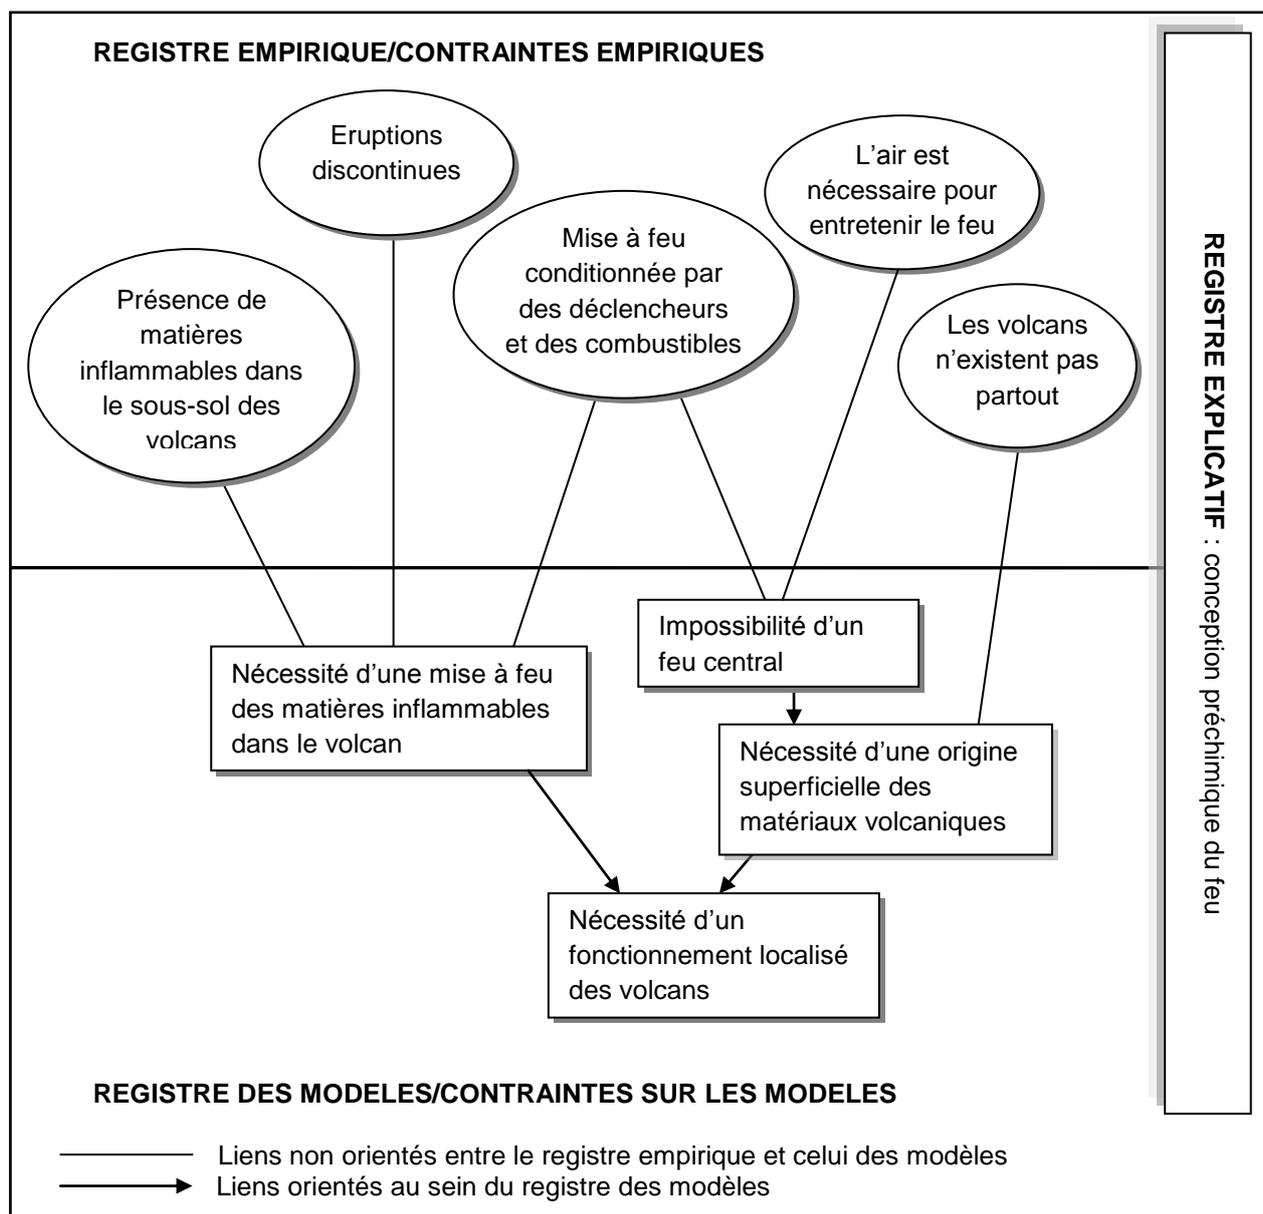 REGISTRE EMPIRIQUE/CONTRAINTES EMPIRIQUES
Eruptions
discontinues
L'air est
nécessaire pour
entretenir le feu
Mise à feu
conditionnée par
des déclencheurs
et des combustibles
Présence de
matières
inflammables dans
le sous-sol des
volcans
Les volcans
n'existent pas
partout
Impossibilité d'un
feu central
Nécessité d'une mise à feu
des matières inflammables
dans le volcan
Nécessité d'une origine
superficielle des
matériaux volcaniques
Nécessité d'un
fonctionnement localisé
des volcans
REGISTRE DES MODELES/CONTRAINTES SUR LES MODELES
Liens non orientés entre le registre empirique et celui des modèles
Liens orientés au sein du registre des modèles
REGISTRE EXPLICATIF : conception préchimique du feu